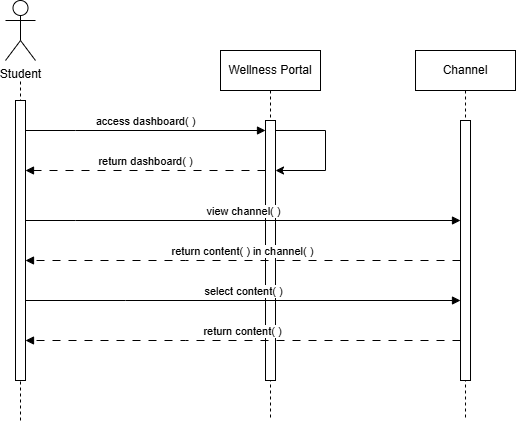 Student
Wellness Portal
Channel
access dashboard( )
return dashboard( )
view channel( )
return content( ) in channel( )
select content( )
return content( )